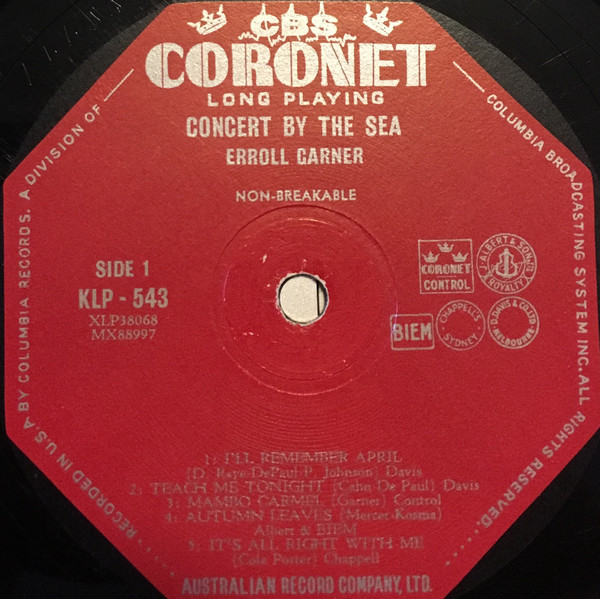 CBS
CORONET
LONG PLAYING
CONCERT BY THE SEA
ERROLL GARNER
NON-BREAKABLE
SIDE 1
KLP - 543
XLP38068
MX88997
CORONET
CONTROL
J. ALBERT & SON
ROYALTY
BIEM
CHAPPELL'S
SYDNEY
D. DAVIS & CO. LTD
MELBOURNE
1: I'LL REMEMBER APRIL
(D. Raye-DePaul-P. Johnson) Davis
2: TEACH ME TONIGHT (Cahn-De Paul) Davis
3: MAMBO CARMEL (Garner) Control
4: AUTUMN LEAVES (Mercer-Kosma)
Albert & BIEM
5: IT'S ALL RIGHT WITH ME
(Cole Porter) Chappell
AUSTRALIAN RECORD COMPANY, LTD.
RECORDED IN U.S.A BY COLUMBIA RECORDS. A DIVISION OF
COLUMBIA BROADCASTING SYSTEM INC. ALL RIGHTS RESERVED.